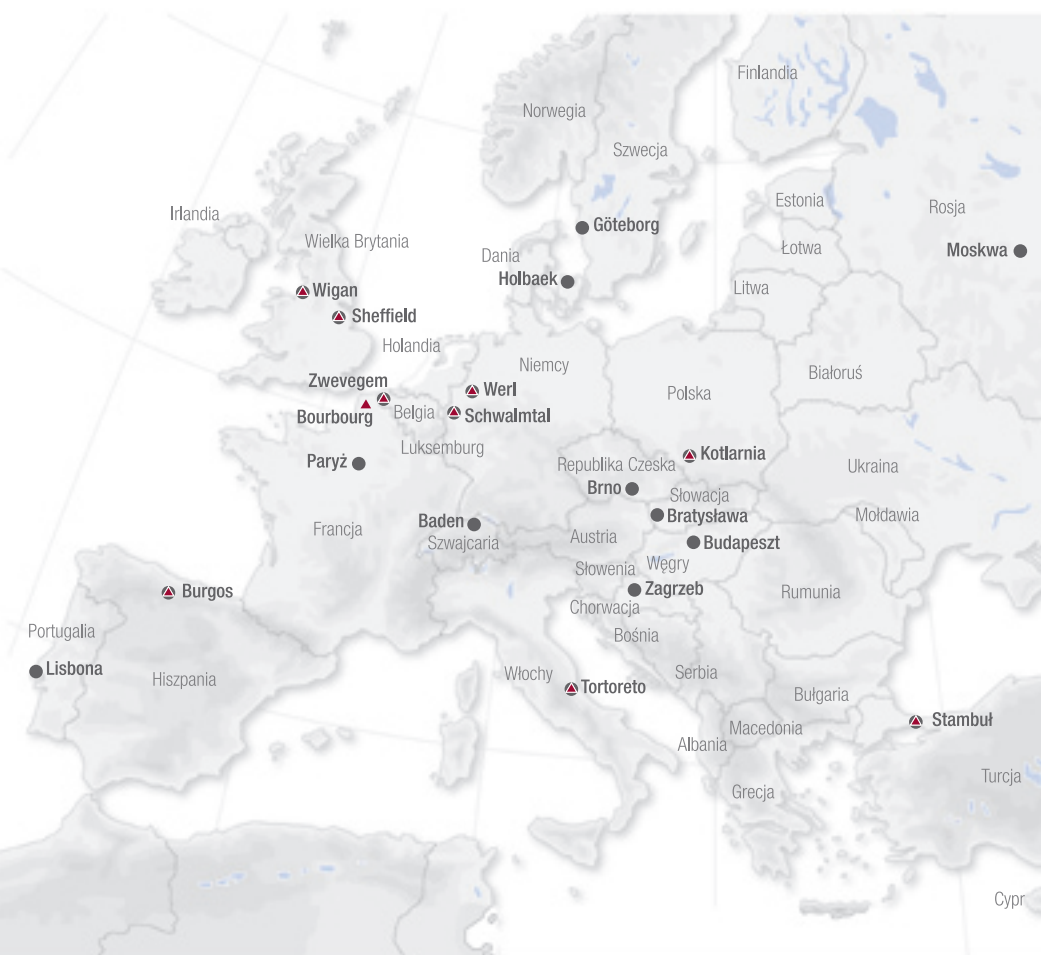 Finlandia
Norwegia
Szwecja
Estonia
Rosja
Irlandia
Göteborg
Wielka Brytania
Łotwa
Moskwa
Dania
Holbaek
Litwa
Wigan
Sheffield
Holandia
Niemcy
Białoruś
Zwevegem
Werl
Polska
Bourbourg
Belgia
Schwalmtal
Luksemburg
Kotlarnia
Paryż
Republika Czeska
Ukraina
Brno
Słowacja
Bratysława
Mołdawia
Baden
Francja
Szwajcaria
Austria
Budapeszt
Słowenia
Węgry
Burgos
Zagrzeb
Rumunia
Chorwacja
Portugalia
Bośnia
Lisbona
Hiszpania
Włochy
Serbia
Tortoreto
Bułgaria
Stambuł
Macedonia
Albania
Turcja
Grecja
Cypr